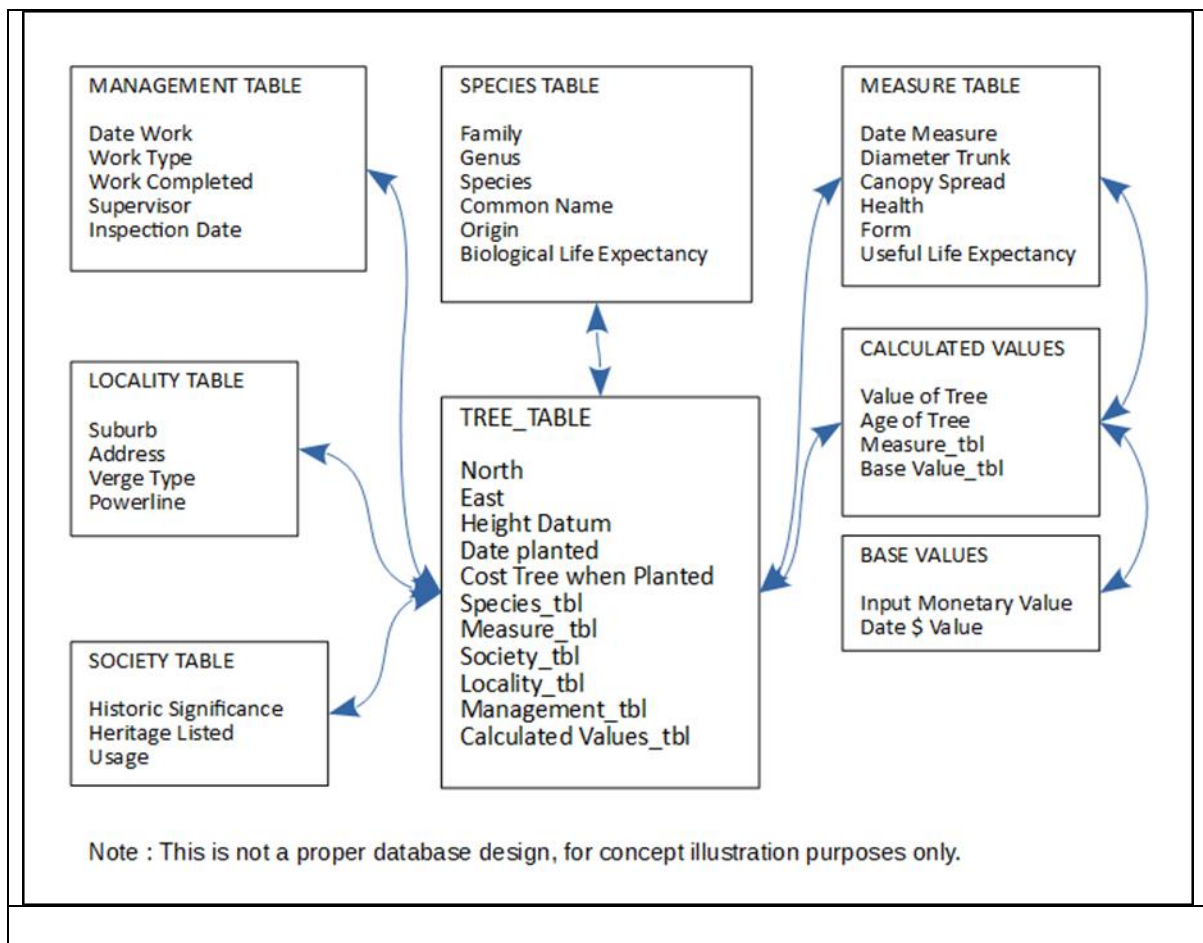 MANAGEMENT TABLE
Date Work
Work Type
Work Completed
Supervisor
Inspection Date
SPECIES TABLE
Family
Genus
Species
Common Name
Origin
Biological Life Expectancy
MEASURE TABLE
Date Measure
Diameter Trunk
Canopy Spread
Health
Form
Useful Life Expectancy
LOCALITY TABLE
Suburb
Address
Verge Type
Powerline
TREE_TABLE
North
East
Height Datum
Date planted
Cost Tree when Planted
Species_tbl
Measure_tbl
Society_tbl
Locality_tbl
Management_tbl
Calculated Values_tbl
CALCULATED VALUES
Value of Tree
Age of Tree
Measure_tbl
Base Value_tbl
SOCIETY TABLE
Historic Significance
Heritage Listed
Usage
BASE VALUES
Input Monetary Value
Date $ Value
Note : This is not a proper database design, for concept illustration purposes only.